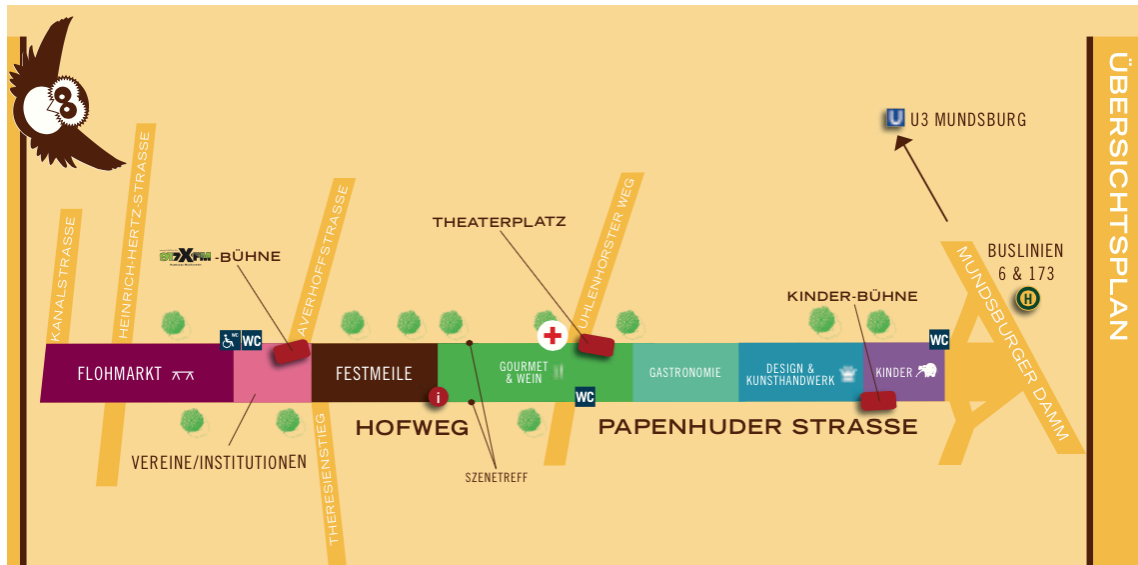 ÜBERSICHTSPLAN
U3 MUNDSBURG
BUSLINIEN
6 & 173
H
MUNDSBURGER DAMM
KANALSTRASSE
HEINRICH-HERTZ-STRASSE
-BÜHNE
AVERHOFFSTRASSE
THEATERPLATZ
UHLENHORSTER WEG
KINDER-BÜHNE
WC
WC
WC
FLOHMARKT
FESTMEILE
GOURMET
& WEIN
GASTRONOMIE
DESIGN &
KUNSTHANDWERK
KINDER
i
WC
HOFWEG
PAPENHUDER STRASSE
VEREINE/INSTITUTIONEN
THERESIENSTIEG
SZENETREFF